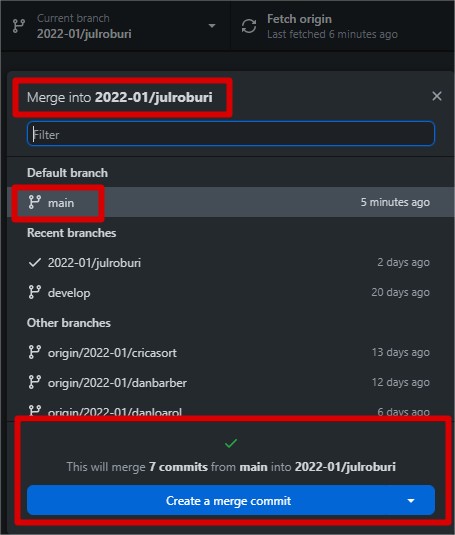 Current branch
2022-01/julroburi
Fetch origin
Last fetched 6 minutes ago
Merge into 2022-01/julroburi
Filter
Default branch
main 5 minutes ago
Recent branches
2022-01/julroburi 2 days ago
develop 20 days ago
Other branches
origin/2022-01/cricasort 13 days ago
origin/2022-01/danbarber 12 days ago
origin/2022-01/danloarol 6 days ago
This will merge 7 commits from main into 2022-01/julroburi
Create a merge commit